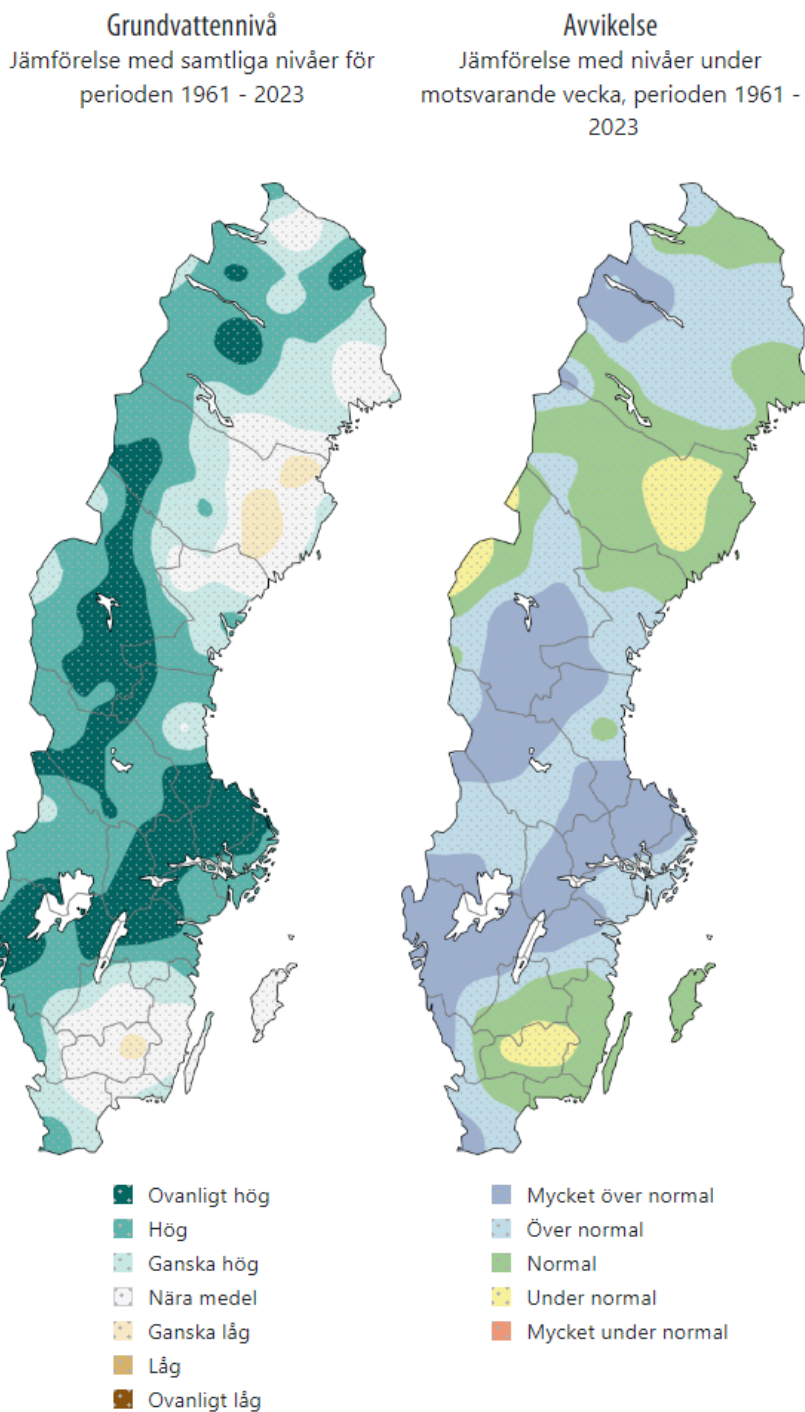 Grundvattennivå
Jämförelse med samtliga nivåer för
perioden 1961 - 2023
Avvikelse
Jämförelse med nivåer under
motsvarande vecka, perioden 1961 -
2023
Ovanligt hög
Hög
Ganska hög
Nära medel
Ganska låg
Låg
Ovanligt låg
Mycket över normal
Över normal
Normal
Under normal
Mycket under normal